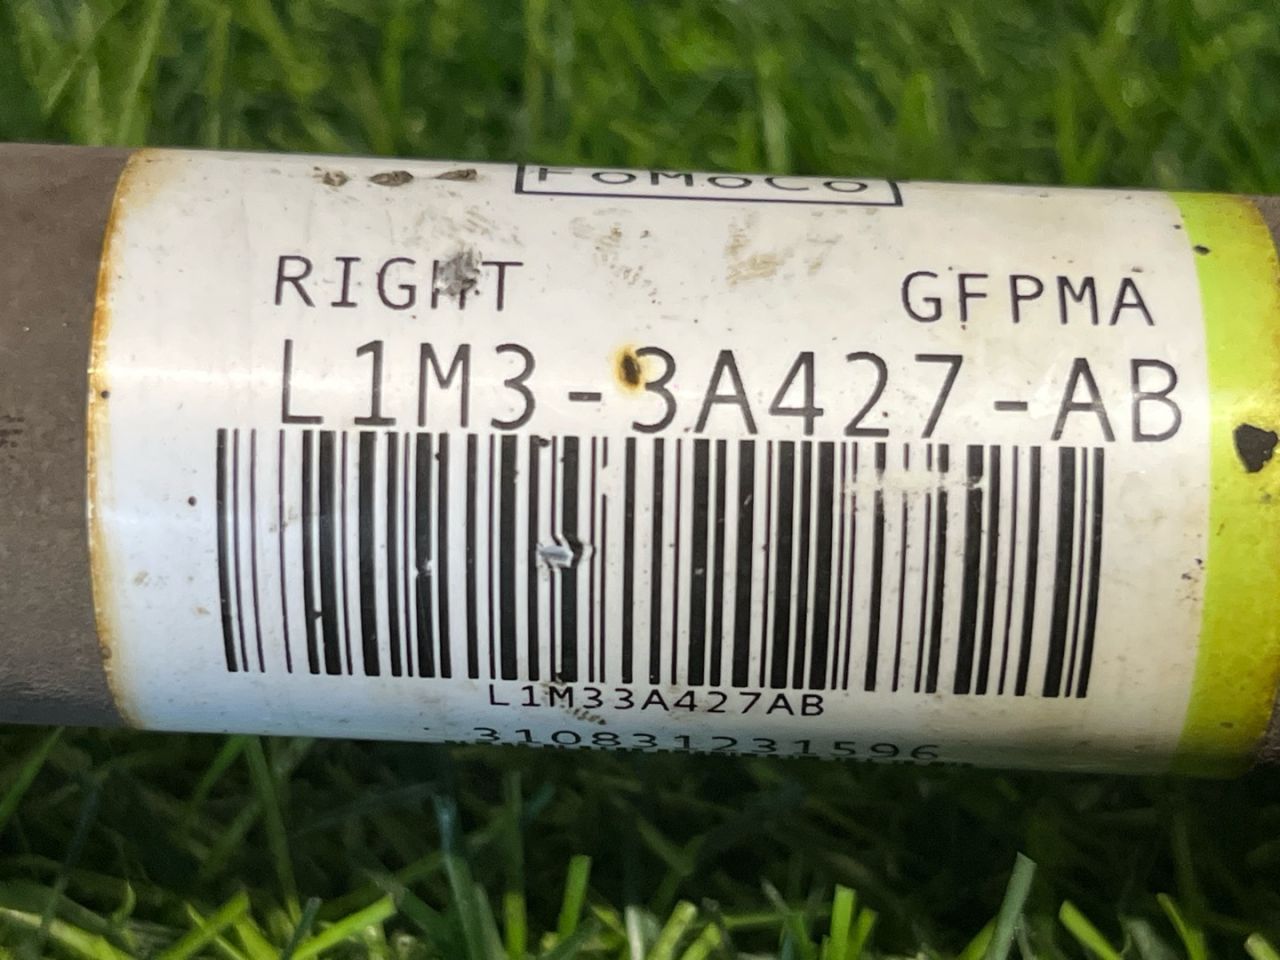 FoMoCo
RIGHT GFPMA
L1M3-3A427-AB
L1M33A427AB
310831231596